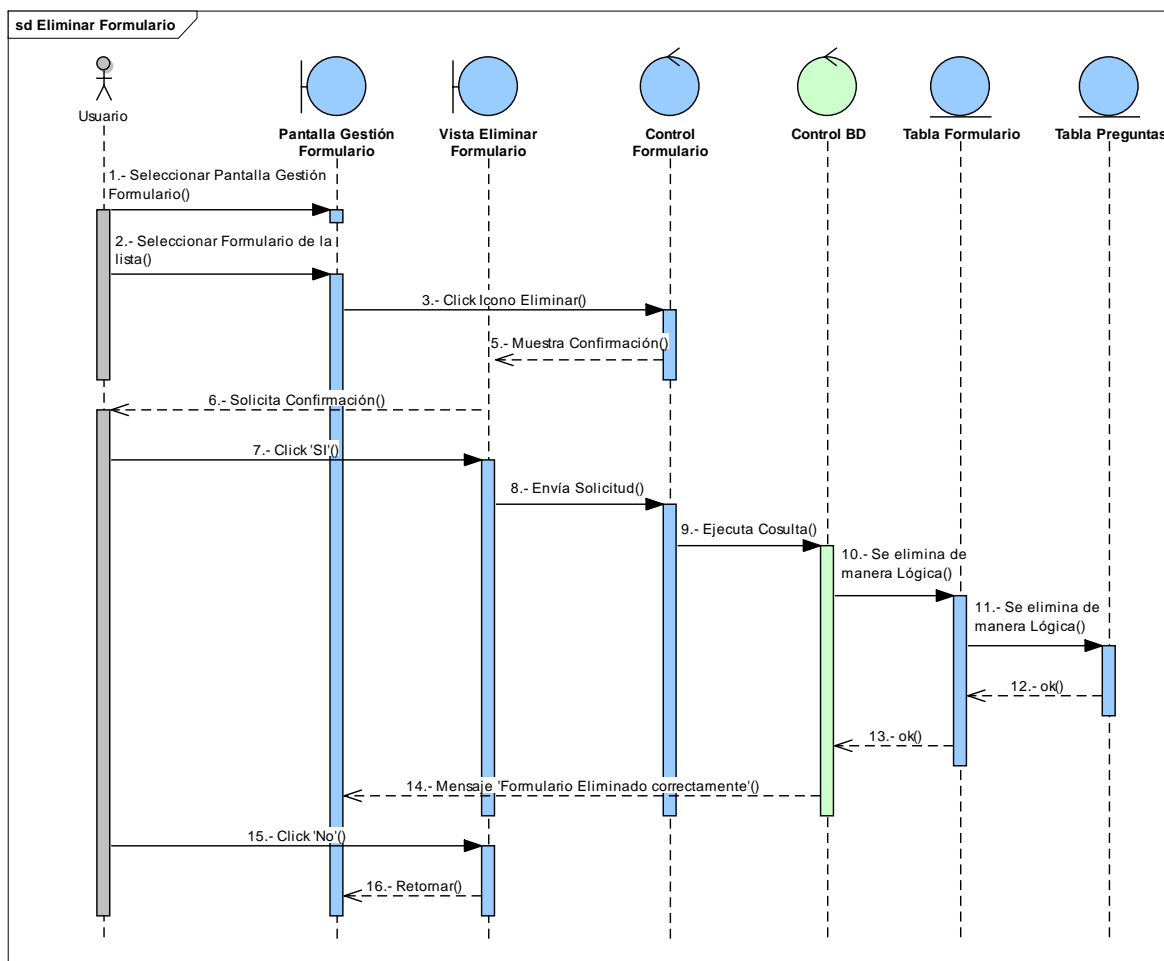 sd Eliminar Formulario
Usuario
Pantalla Gestión
Formulario
Vista Eliminar
Formulario
Control
Formulario
Control BD
Tabla Formulario
Tabla Preguntas
1.- Seleccionar Pantalla Gestión
Formulario()
2.- Seleccionar Formulario de la
lista()
3.- Click Icono Eliminar()
5.- Muestra Confirmación()
6.- Solicita Confirmación()
7.- Click 'SI'()
8.- Envía Solicitud()
9.- Ejecuta Cosulta()
10.- Se elimina de
manera Lógica()
11.- Se elimina de
manera Lógica()
12.- ok()
13.- ok()
14.- Mensaje 'Formulario Eliminado correctamente'()
15.- Click 'No'()
16.- Retornar()